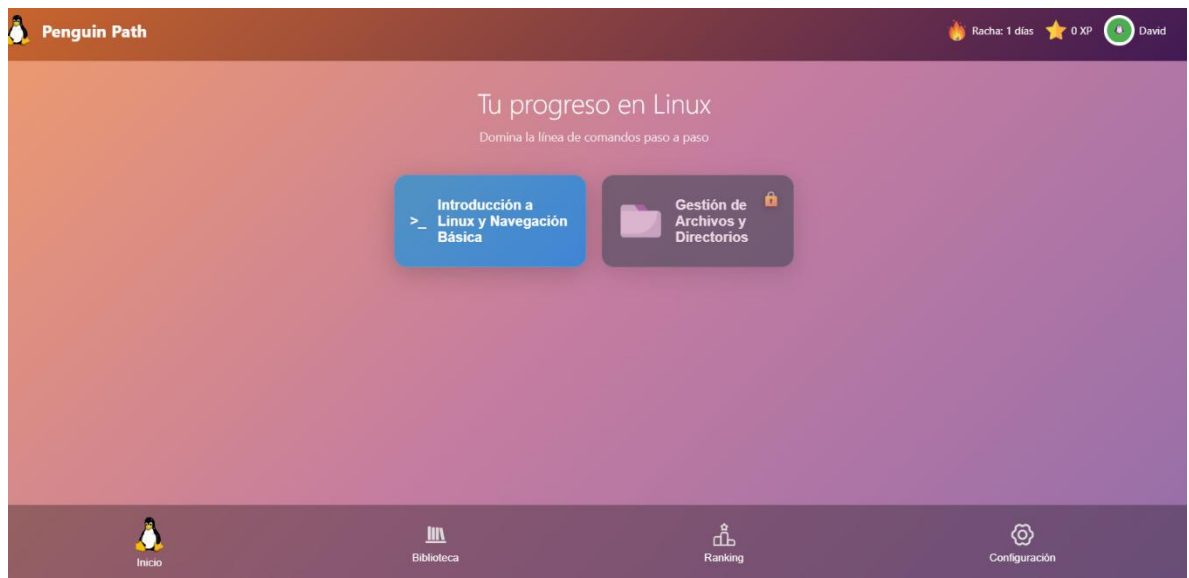 Penguin Path
Racha: 1 días
0 XP
David
Tu progreso en Linux
Domina la línea de comandos paso a paso
>_
Introducción a
Linux y Navegación
Básica
Gestión de
Archivos y
Directorios
Inicio
Biblioteca
Ranking
Configuración